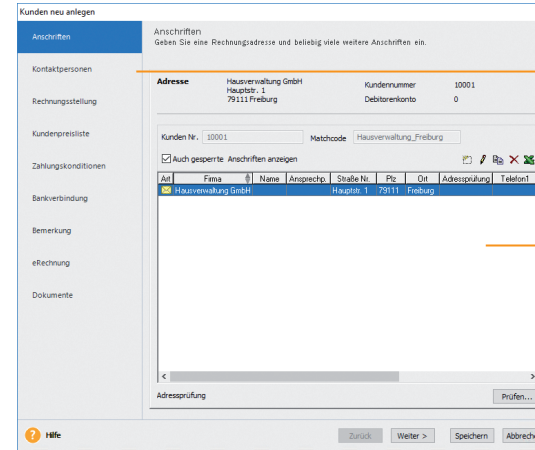 Kunden neu anlegen
Anschriften
Kontaktpersonen
Rechnungsstellung
Kundenpreisliste
Zahlungskonditionen
Bankverbindung
Bemerkung
eRechnung
Dokumente
Anschriften
Geben Sie eine Rechnungsadresse und beliebig viele weitere Anschriften ein.
Adresse Hausverwaltung GmbH Kundennummer 10001
Hauptstr. 1 Debitorenkonto 0
79111 Freiburg
Kunden Nr. 10001 Matchcode Hausverwaltung_Freiburg
Auch gesperrte Anschriften anzeigen
Art Firma Name Ansprechp. Straße Nr. Plz Ort Adressprüfung Telefon1
Hausverwaltung GmbH Hauptstr. 1 79111 Freiburg
Adressprüfung Prüfen...
Hilfe Zurück Weiter > Speichern Abbreche